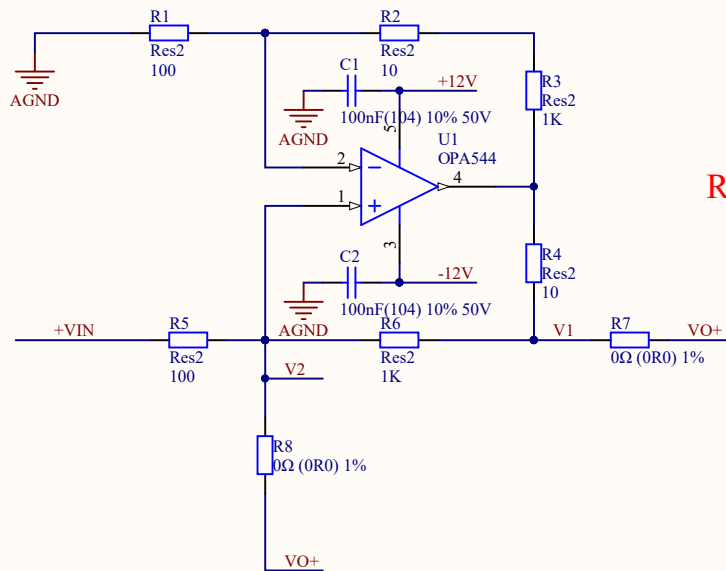 R1
Res2
100
R2
Res2
10
R3
Res2
1K
AGND
C1
+12V
100nF(104) 10% 50V
AGND
5
U1
OPA544
2
1
4
3
R
C2
-12V
100nF(104) 10% 50V
AGND
R4
Res2
10
+VIN
R5
Res2
100
R6
Res2
1K
V1
R7
0Ω (0R0) 1%
VO+
V2
R8
0Ω (0R0) 1%
VO+